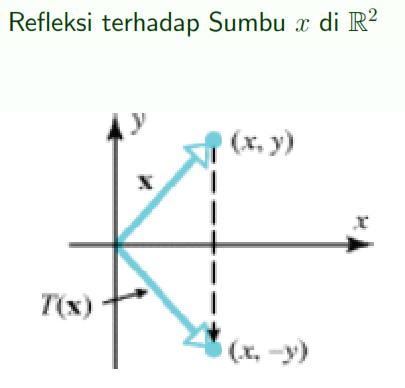 Refleksi terhadap Sumbu x di ℝ²
y
(x, y)
x
x
T(x)
(x, −y)